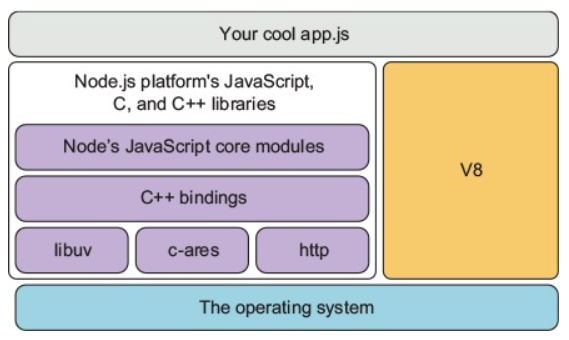 Your cool app.js
Node.js platform's JavaScript,
C, and C++ libraries
Node's JavaScript core modules
C++ bindings
libuv
c-ares
http
V8
The operating system